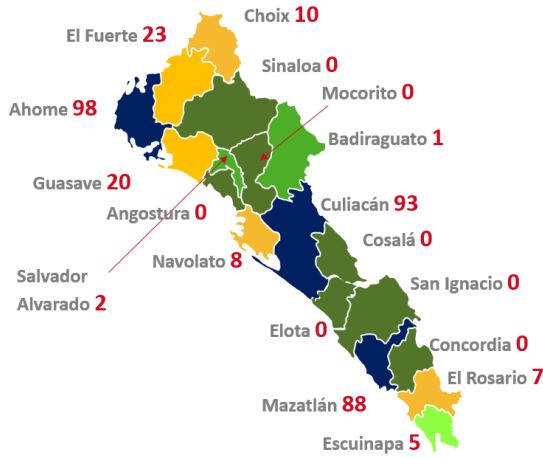 Choix 10
El Fuerte 23
Sinaloa 0
Mocorito 0
Ahome 98
Badiraguato 1
Guasave 20
Culiacán 93
Angostura 0
Cosalá 0
Navolato 8
Salvador
Alvarado 2
San Ignacio 0
Elota 0
Concordia 0
El Rosario 7
Mazatlán 88
Escuinapa 5